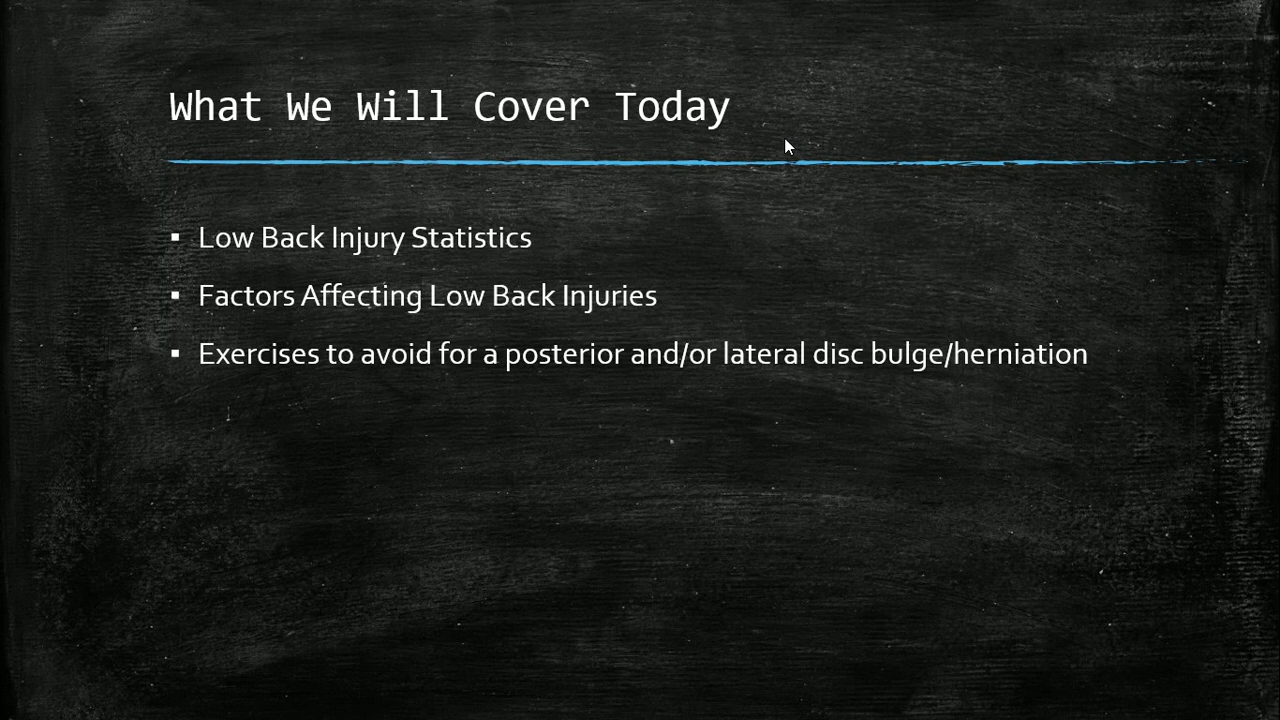 What We Will Cover Today
▪ Low Back Injury Statistics
▪ Factors Affecting Low Back Injuries
▪ Exercises to avoid for a posterior and/or lateral disc bulge/herniation